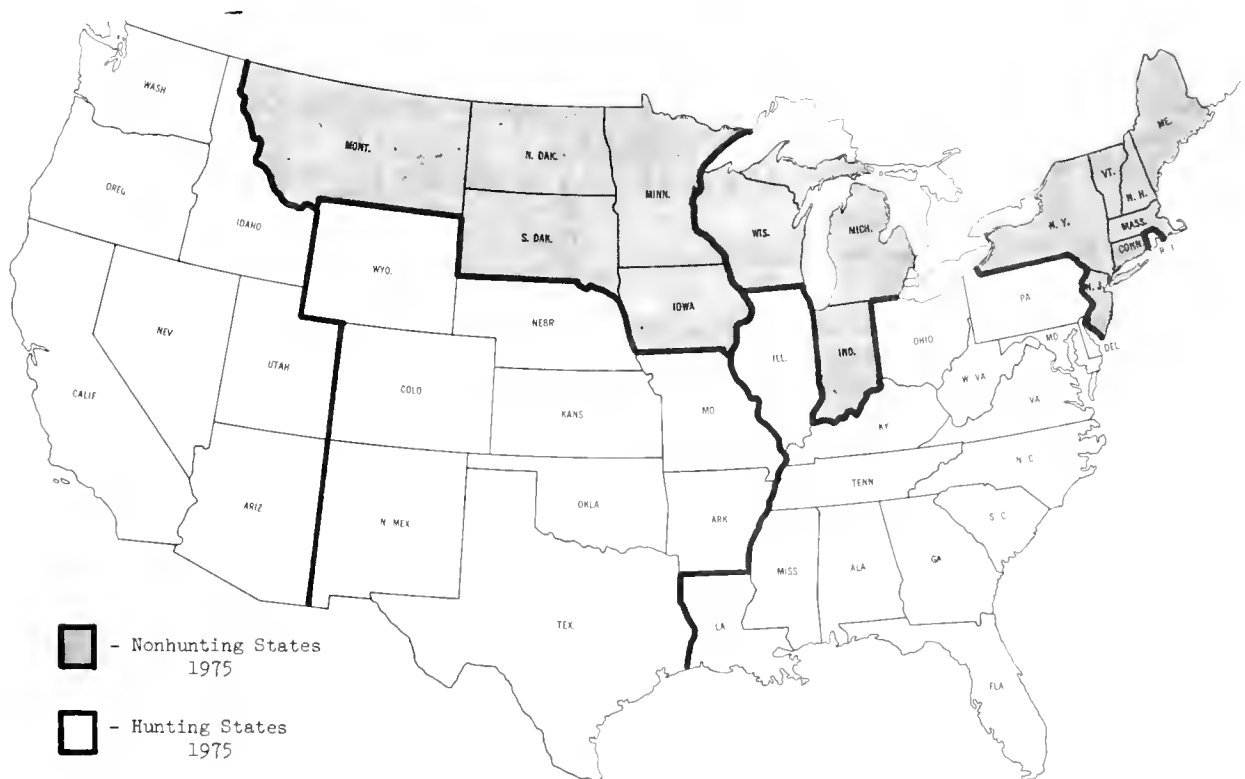 WASH
OREG
CALIF
IDAHO
NEV
UTAH
ARIZ
MONT.
WYO.
COLO
N MEX
N. DAK.
S. DAK.
NEBR
KANS
OKLA
TEX
MINN.
IOWA
MO
ARK
LA
WIS.
ILL.
MICH.
IND.
OHIO
KY
TENN
MISS
ALA
GA
FLA
S C
N C
VA
W VA
MD
DEL
PA
N. J.
N. Y.
CONN.
R I
MASS.
VT.
N. H.
ME.
- Nonhunting States
1975
- Hunting States
1975